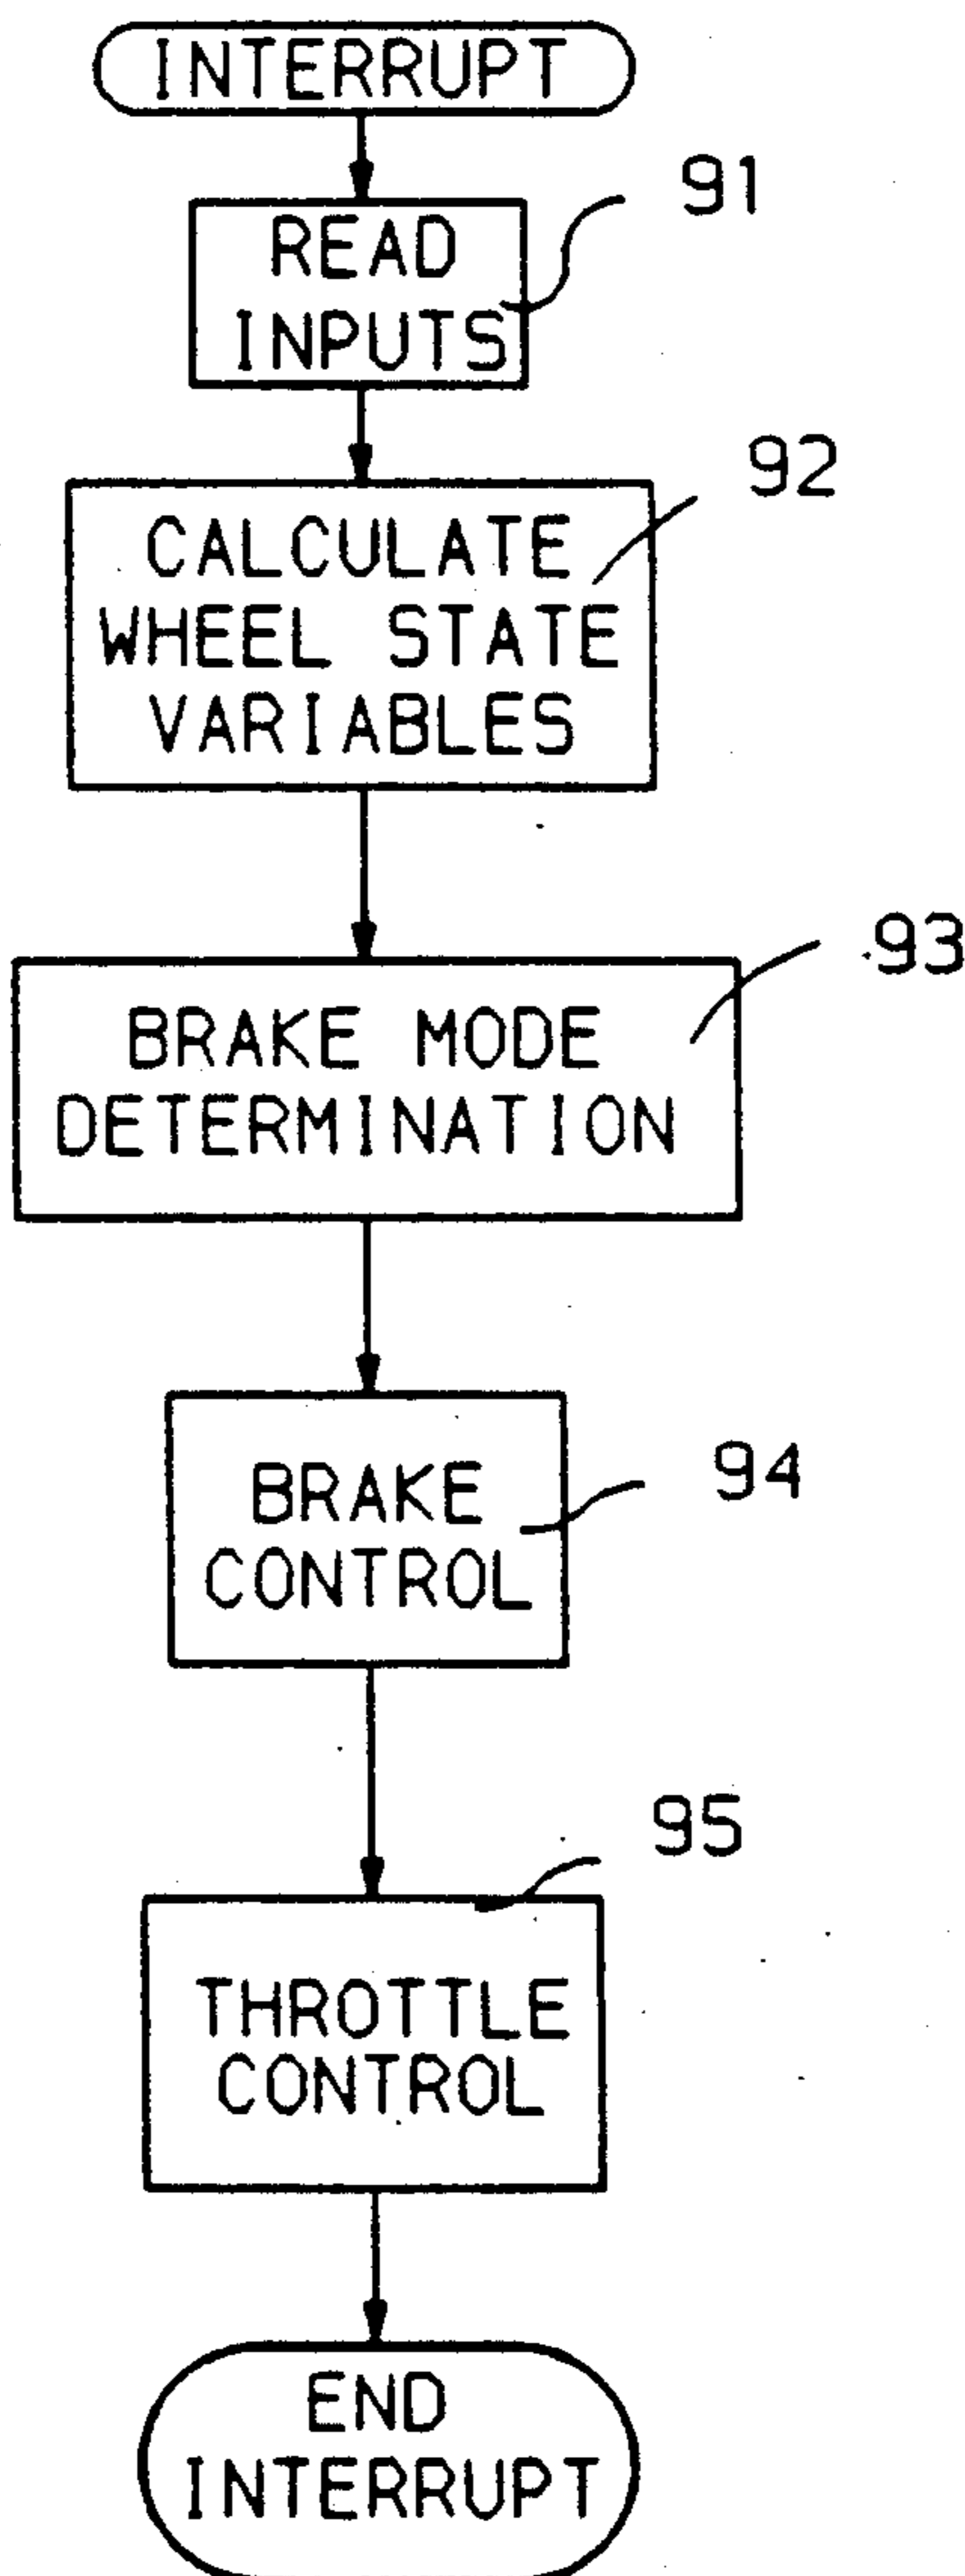 INTERRUPT
91
READ
INPUTS
92
CALCULATE
WHEEL STATE
VARIABLES
93
BRAKE MODE
DETERMINATION
94
BRAKE
CONTROL
95
THROTTLE
CONTROL
END
INTERRUPT